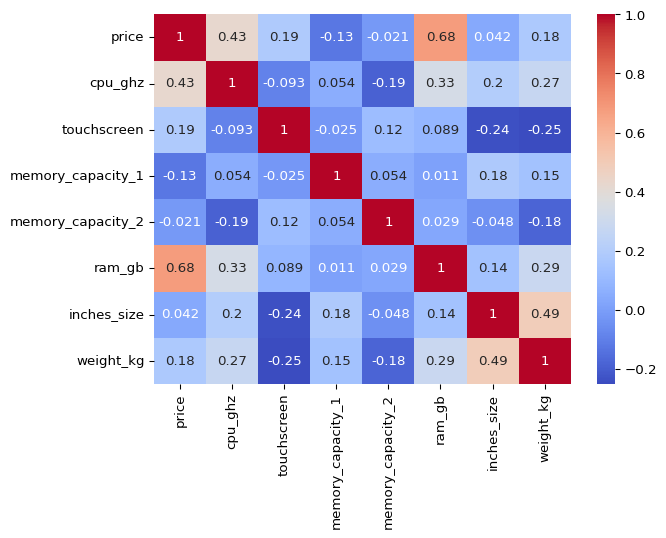 price 1 0.43 0.19 -0.13 -0.021 0.68 0.042 0.18
cpu_ghz 0.43 1 -0.093 0.054 -0.19 0.33 0.2 0.27
touchscreen 0.19 -0.093 1 -0.025 0.12 0.089 -0.24 -0.25
memory_capacity_1 -0.13 0.054 -0.025 1 0.054 0.011 0.18 0.15
memory_capacity_2 -0.021 -0.19 0.12 0.054 1 0.029 -0.048 -0.18
ram_gb 0.68 0.33 0.089 0.011 0.029 1 0.14 0.29
inches_size 0.042 0.2 -0.24 0.18 -0.048 0.14 1 0.49
weight_kg 0.18 0.27 -0.25 0.15 -0.18 0.29 0.49 1
price
cpu_ghz
touchscreen
memory_capacity_1
memory_capacity_2
ram_gb
inches_size
weight_kg
1.0
0.8
0.6
0.4
0.2
0.0
−0.2